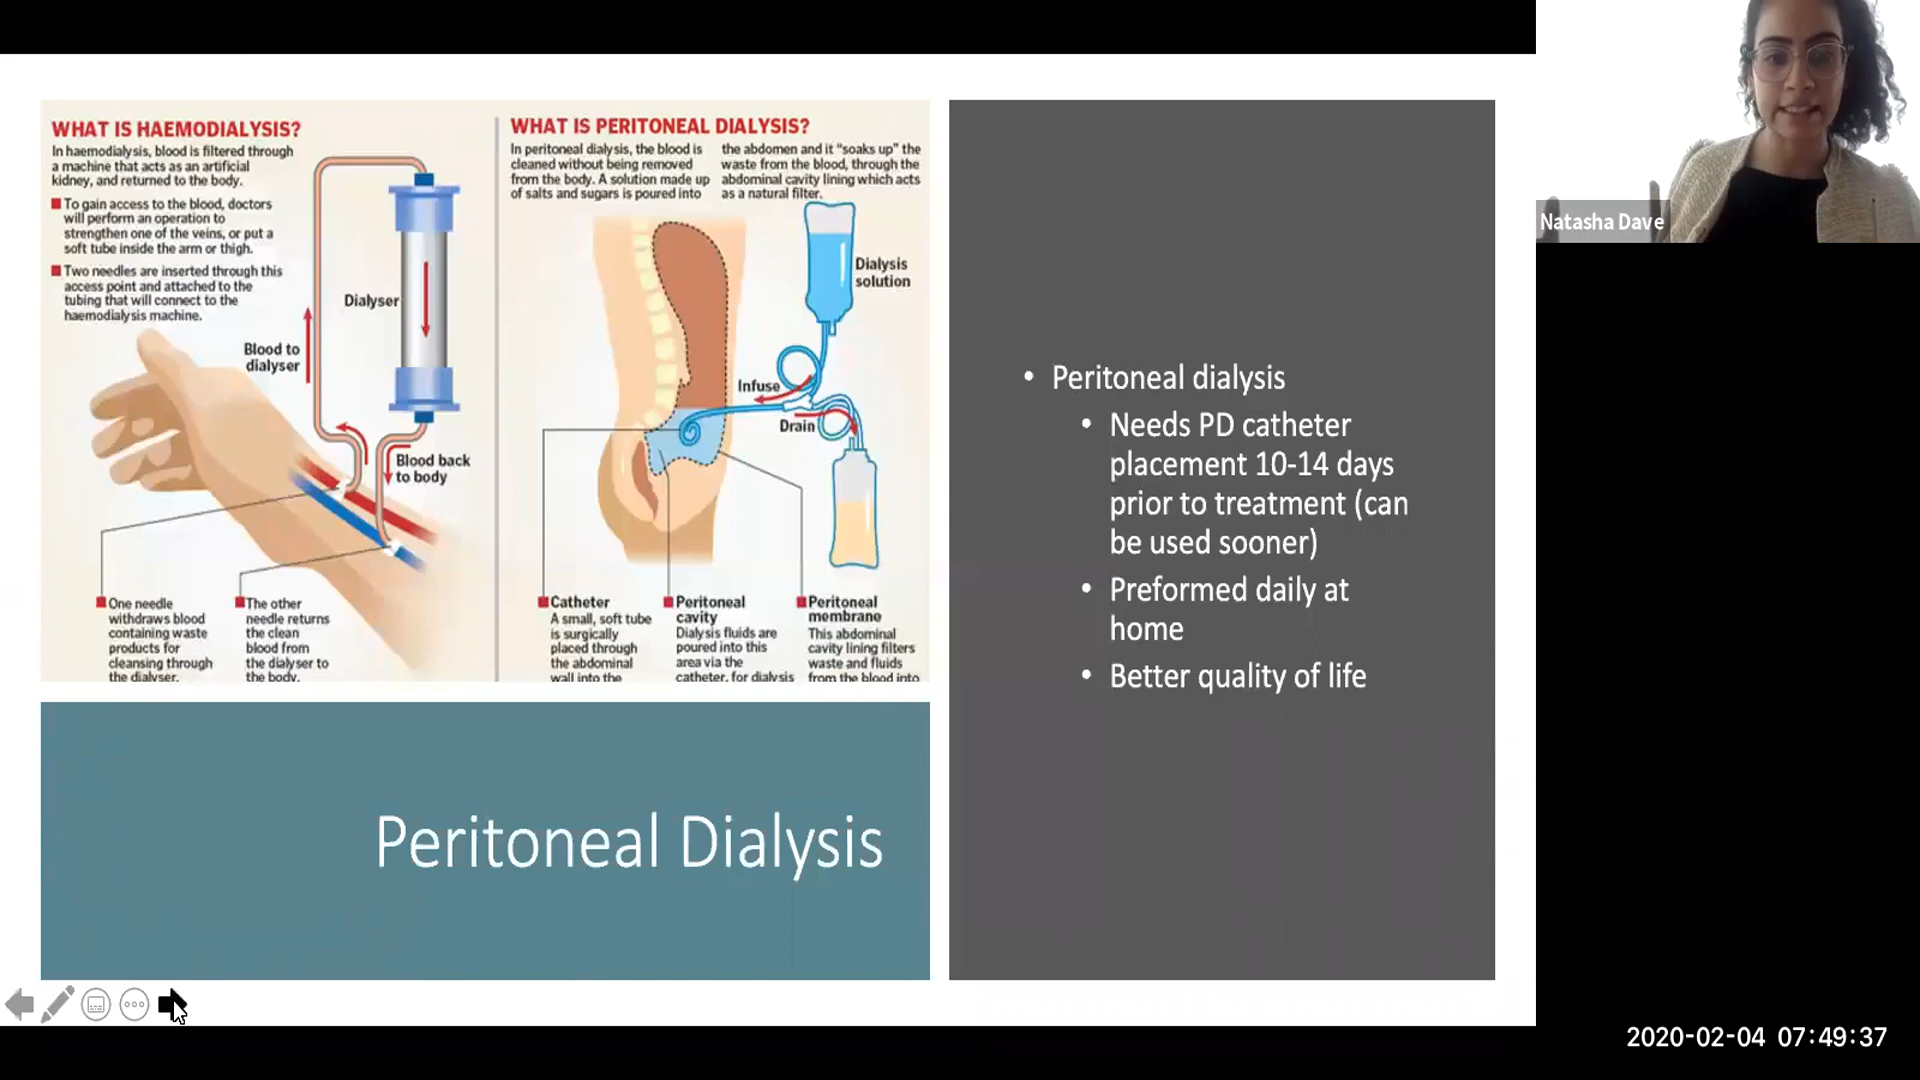 WHAT IS HAEMODIALYSIS?
In haemodialysis, blood is filtered through
a machine that acts as an artificial
kidney, and returned to the body.
To gain access to the blood, doctors
will perform an operation to
strengthen one of the veins, or put a
soft tube inside the arm or thigh.
Two needles are inserted through this
access point and attached to the
tubing that will connect to the
haemodialysis machine.
Dialyser
Blood to
dialyser
Blood back
to body
One needle
withdraws blood
containing waste
products for
cleansing through
the dialyser.
The other
needle returns
the clean
blood from
the dialyser to
the body.
WHAT IS PERITONEAL DIALYSIS?
In peritoneal dialysis, the blood is
cleaned without being removed
from the body. A solution made up
of salts and sugars is poured into
the abdomen and it “soaks up” the
waste from the blood, through the
abdominal cavity lining which acts
as a natural filter.
Dialysis
solution
Infuse
Drain
Catheter
A small, soft tube
is surgically
placed through
the abdominal
wall into the
Peritoneal
cavity
Dialysis fluids are
poured into this
area via the
catheter, for dialysis
Peritoneal
membrane
This abdominal
cavity lining filters
waste and fluids
from the blood into
Peritoneal Dialysis
• Peritoneal dialysis
• Needs PD catheter
placement 10-14 days
prior to treatment (can
be used sooner)
• Preformed daily at
home
• Better quality of life
Natasha Dave
2020-02-04 07:49:37